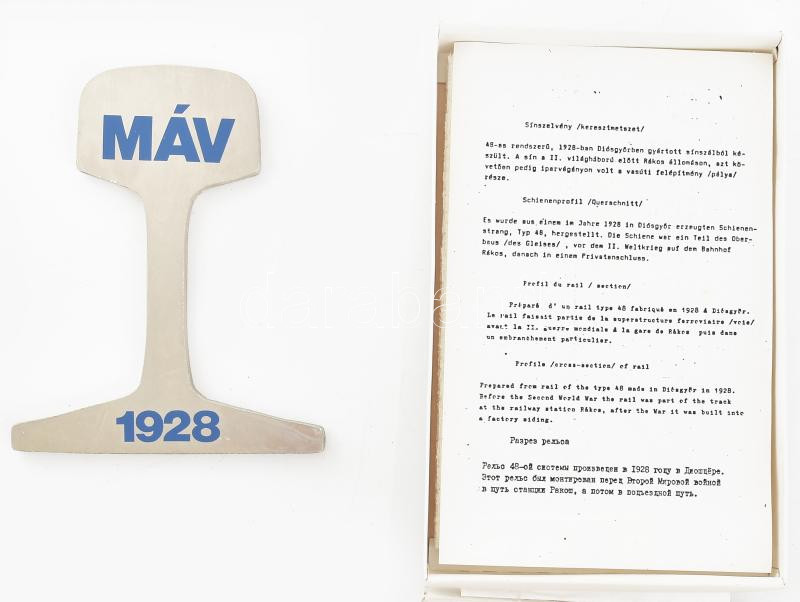 MÁV
1928
Sínszelvény /keresztmetszet/
48-as rendszerű, 1928-ban Diósgyőrben gyártott sínszálból ké-
szült. A sín a II. világháború előtt Rákos állomáson, azt kö-
vetően pedig iparvágányon volt a vasúti felépítmény /pálya/
része.
Schienenprofil /Querschnitt/
Es wurde aus einem im Jahre 1928 in Diósgyőr erzeugten Schienen-
strang, Typ 48, hergestellt. Die Schiene war ein Teil des Ober-
baus /des Gleises/ , vor dem II. Weltkrieg auf dem Bahnhof
Rákos, danach in einem Privatanschluss.
Profil du rail / section/
Préparé d' un rail type 48 fabriqué en 1928 à Diósgyőr.
Le rail faisait partie de la superstructure ferroviaire /voie/
avant la II. guerre mondiale à la gare de Rákos puis dans
un embranchement particulier.
Profile /cross-section/ of rail
Prepared from rail of the type 48 made in Diósgyőr in 1928.
Before the Second World War the rail was part of the track
at the railway station Rákos, after the War it was built into
a factory siding.
Разрез рельса
Рельс 48-ой системы произведен в 1928 году в Диошдёре.
Этот рельс был монтирован перед Второй Мировой войной
в путь станции Ракош, а потом в подъездной путь.